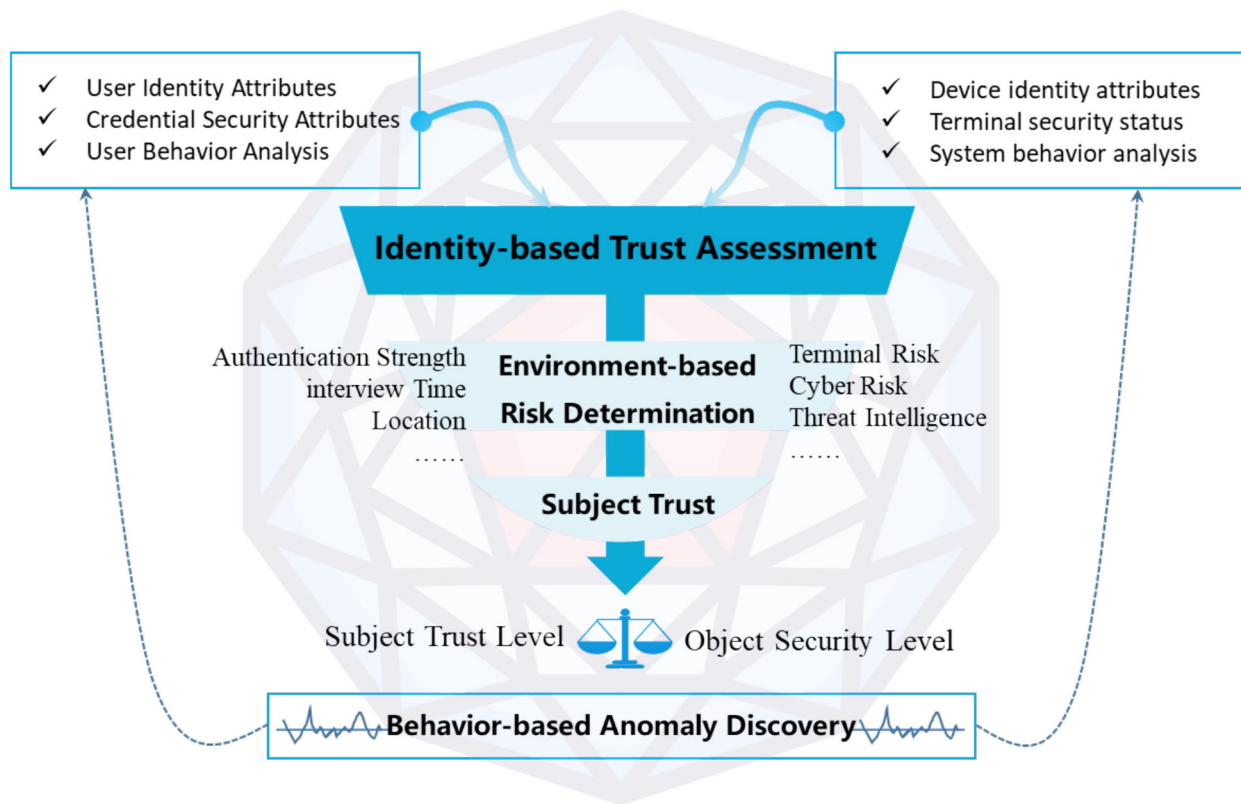 ✓ User Identity Attributes
✓ Credential Security Attributes
✓ User Behavior Analysis
✓ Device identity attributes
✓ Terminal security status
✓ System behavior analysis
Identity-based Trust Assessment
Authentication Strength
interview Time
Location
……
Environment-based
Risk Determination
Terminal Risk
Cyber Risk
Threat Intelligence
……
Subject Trust
Subject Trust Level
Object Security Level
Behavior-based Anomaly Discovery